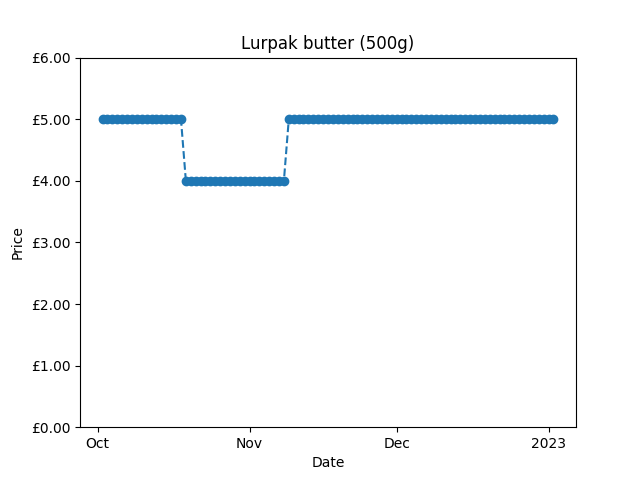 Lurpak butter (500g)
£6.00
£5.00
£4.00
£3.00
£2.00
£1.00
£0.00
Price
Oct Nov Dec 2023
Date